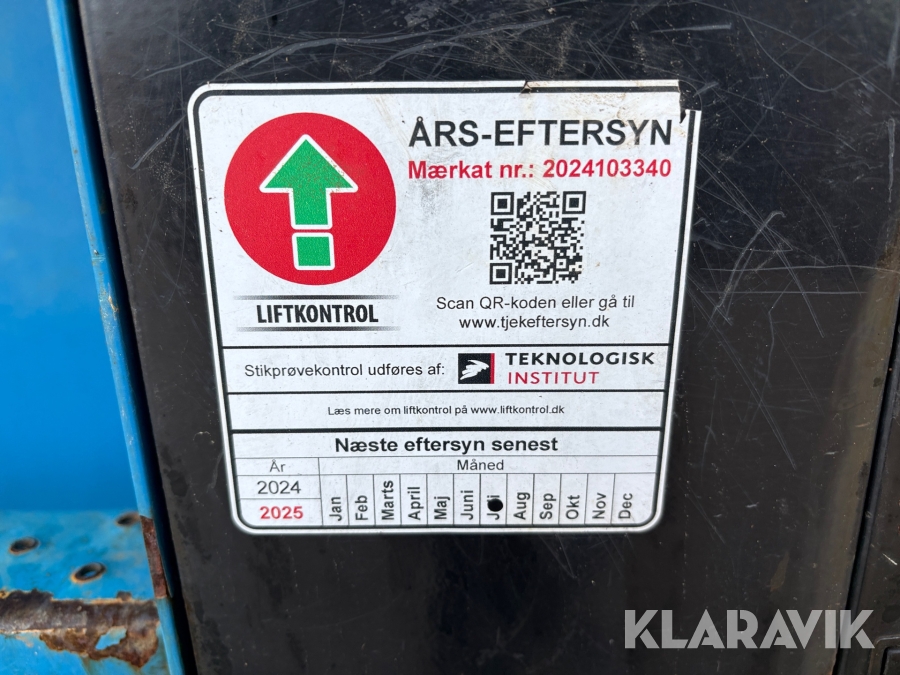 ÅRS-EFTERSYN
Mærkat nr.: 2024103340
LIFTKONTROL
Scan QR-koden eller gå til
www.tjekeftersyn.dk
Stikprøvekontrol udføres af:
TEKNOLOGISK
INSTITUT
Læs mere om liftkontrol på www.liftkontrol.dk
Næste eftersyn senest
År Måned
2024
2025
Jan Feb Marts April Maj Juni Aug Sep Okt Nov Dec
KLARAVIK